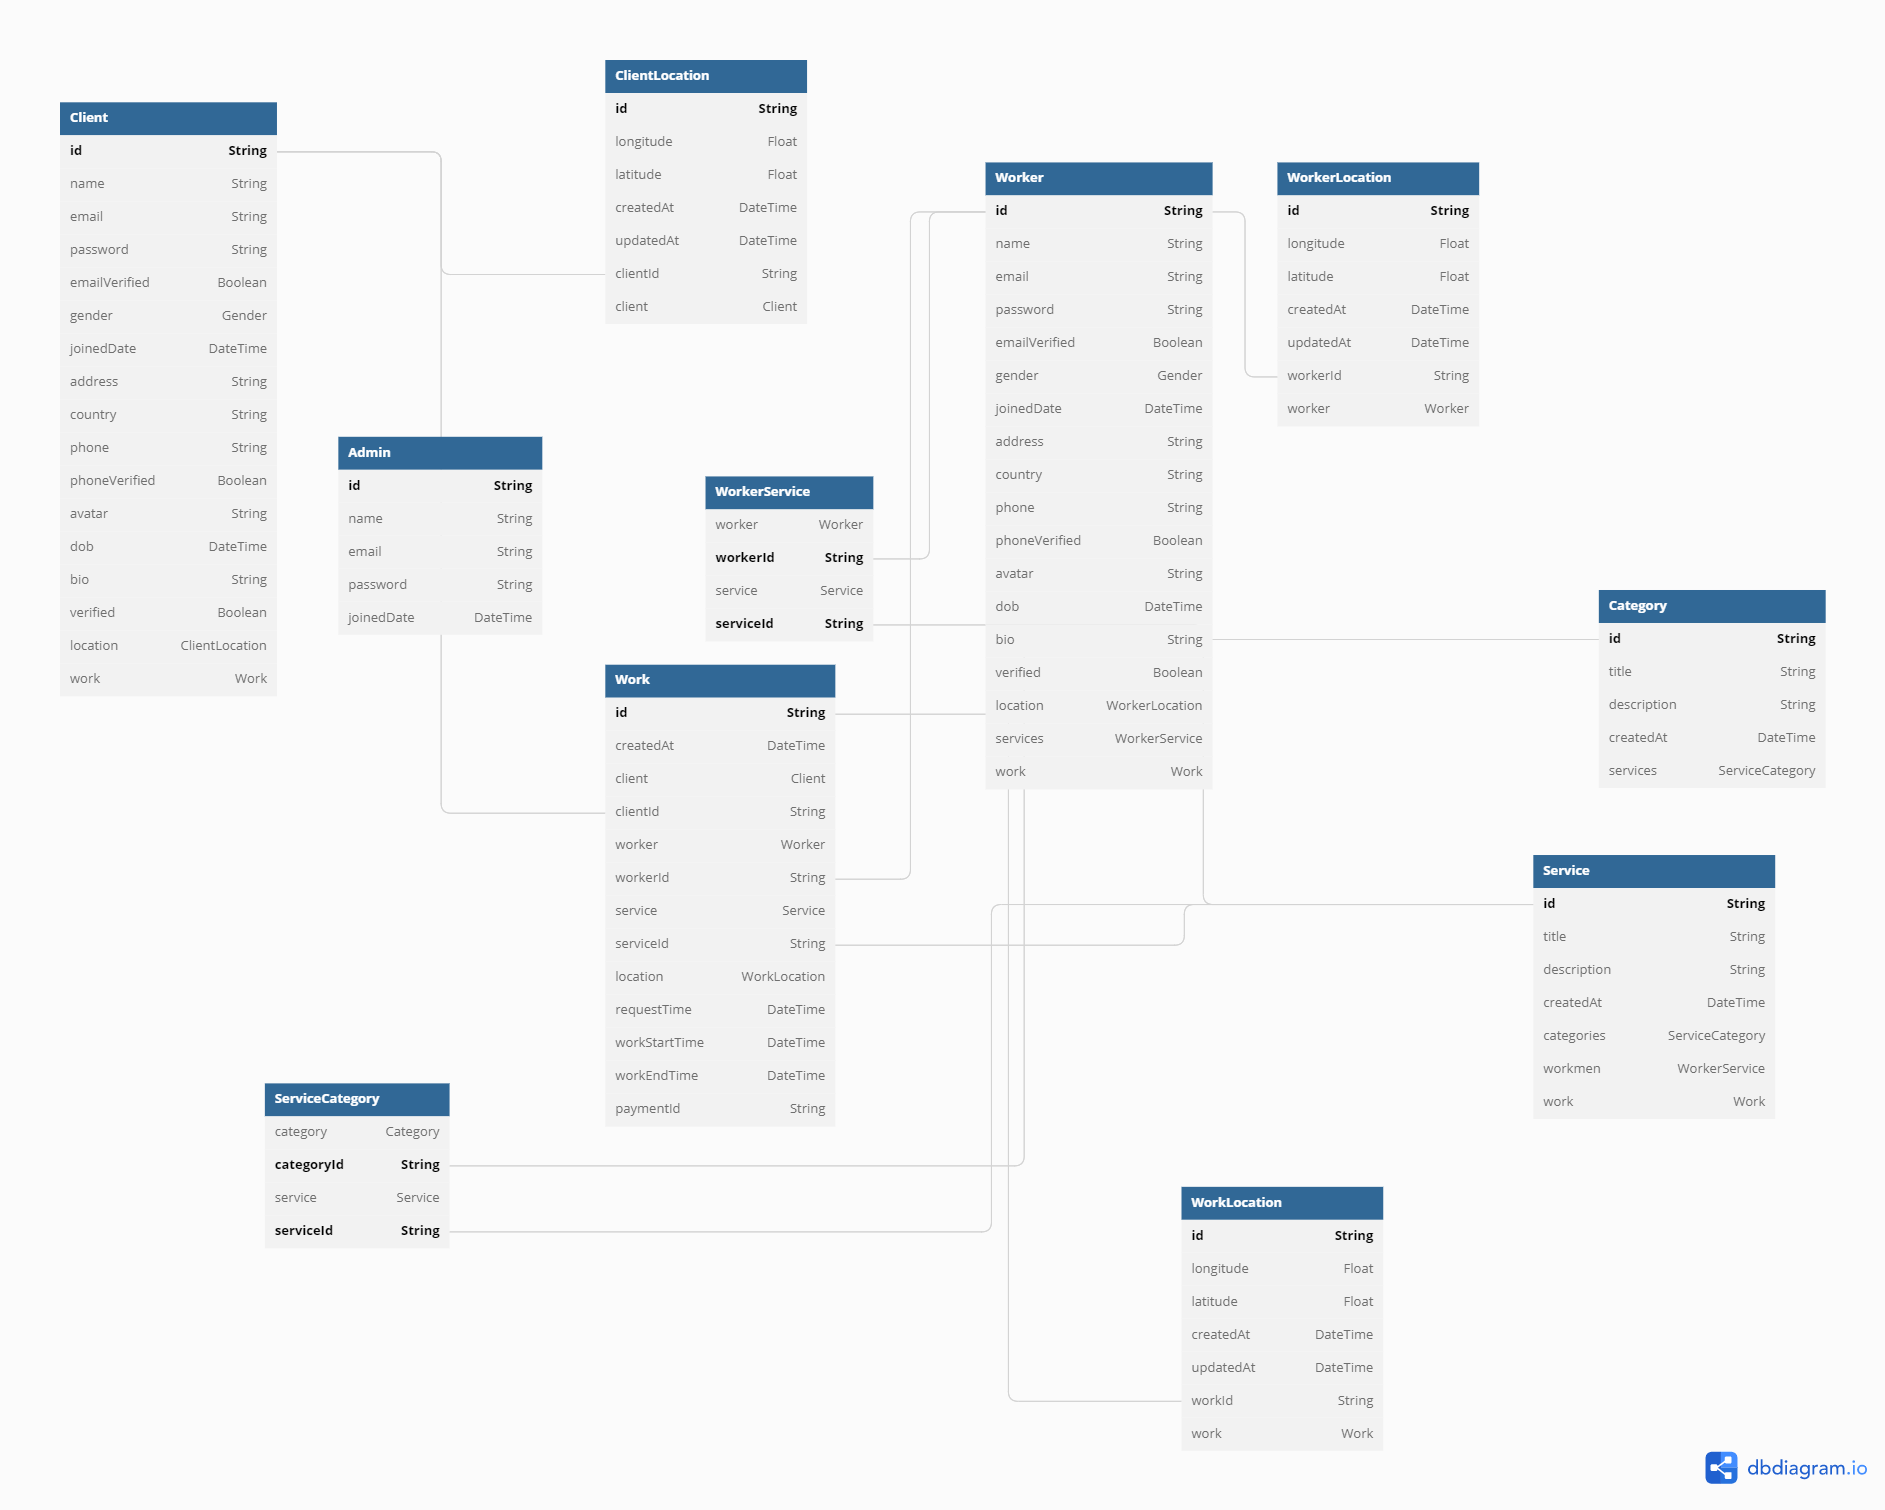 Client
id String
name String
email String
password String
emailVerified Boolean
gender Gender
joinedDate DateTime
address String
country String
phone String
phoneVerified Boolean
avatar String
dob DateTime
bio String
verified Boolean
location ClientLocation
work Work
ClientLocation
id String
longitude Float
latitude Float
createdAt DateTime
updatedAt DateTime
clientId String
client Client
Admin
id String
name String
email String
password String
joinedDate DateTime
WorkerService
worker Worker
workerId String
service Service
serviceId String
Worker
id String
name String
email String
password String
emailVerified Boolean
gender Gender
joinedDate DateTime
address String
country String
phone String
phoneVerified Boolean
avatar String
dob DateTime
bio String
verified Boolean
location WorkerLocation
services WorkerService
work Work
WorkerLocation
id String
longitude Float
latitude Float
createdAt DateTime
updatedAt DateTime
workerId String
worker Worker
Work
id String
createdAt DateTime
client Client
clientId String
worker Worker
workerId String
service Service
serviceId String
location WorkLocation
requestTime DateTime
workStartTime DateTime
workEndTime DateTime
paymentId String
Category
id String
title String
description String
createdAt DateTime
services ServiceCategory
Service
id String
title String
description String
createdAt DateTime
categories ServiceCategory
workmen WorkerService
work Work
ServiceCategory
category Category
categoryId String
service Service
serviceId String
WorkLocation
id String
longitude Float
latitude Float
createdAt DateTime
updatedAt DateTime
workId String
work Work
dbdiagram.io